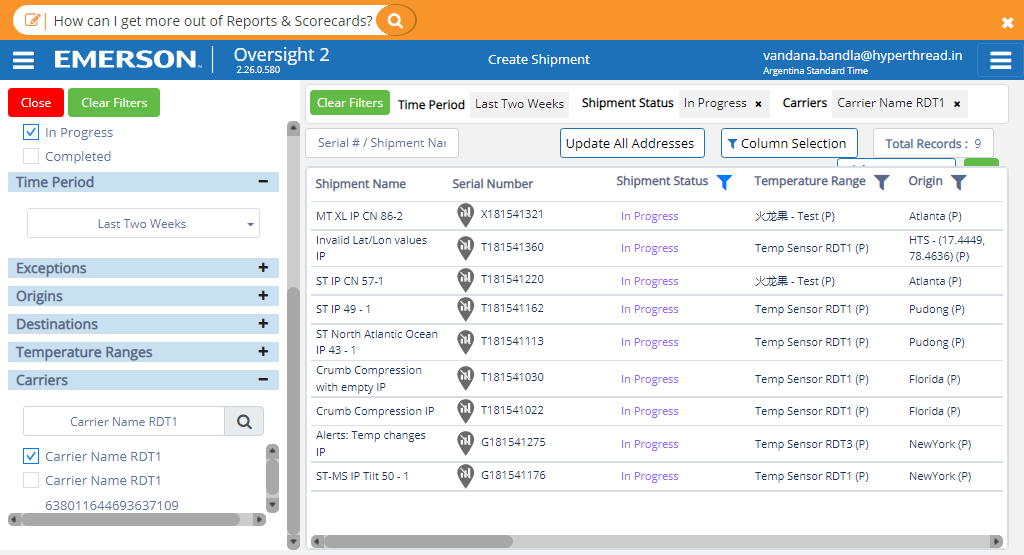 How can I get more out of Reports & Scorecards?
EMERSON
Oversight 2
2.26.0.580
Create Shipment
vandana.bandla@hyperthread.in
Argentina Standard Time
Close
Clear Filters
In Progress
Completed
Time Period
Last Two Weeks
Exceptions
Origins
Destinations
Temperature Ranges
Carriers
Carrier Name RDT1
Carrier Name RDT1
Carrier Name RDT1
638011644693637109
Clear Filters Time Period Last Two Weeks Shipment Status In Progress × Carriers Carrier Name RDT1 ×
Serial # / Shipment Nar Update All Addresses Column Selection Total Records : 9
Shipment Name Serial Number Shipment Status Temperature Range Origin
MT XL IP CN 86-2 X181541321 In Progress 火龙果 - Test (P) Atlanta (P)
Invalid Lat/Lon values IP T181541360 In Progress Temp Sensor RDT1 (P) HTS - (17.4449, 78.4636) (P)
ST IP CN 57-1 T181541220 In Progress 火龙果 - Test (P) Atlanta (P)
ST IP 49 - 1 T181541162 In Progress Temp Sensor RDT1 (P) Pudong (P)
ST North Atlantic Ocean IP 43 - 1 T181541113 In Progress Temp Sensor RDT1 (P) Pudong (P)
Crumb Compression with empty IP T181541030 In Progress Temp Sensor RDT1 (P) Florida (P)
Crumb Compression IP T181541022 In Progress Temp Sensor RDT1 (P) Florida (P)
Alerts: Temp changes IP G181541275 In Progress Temp Sensor RDT3 (P) NewYork (P)
ST-MS IP Tilt 50 - 1 G181541176 In Progress Temp Sensor RDT1 (P) NewYork (P)